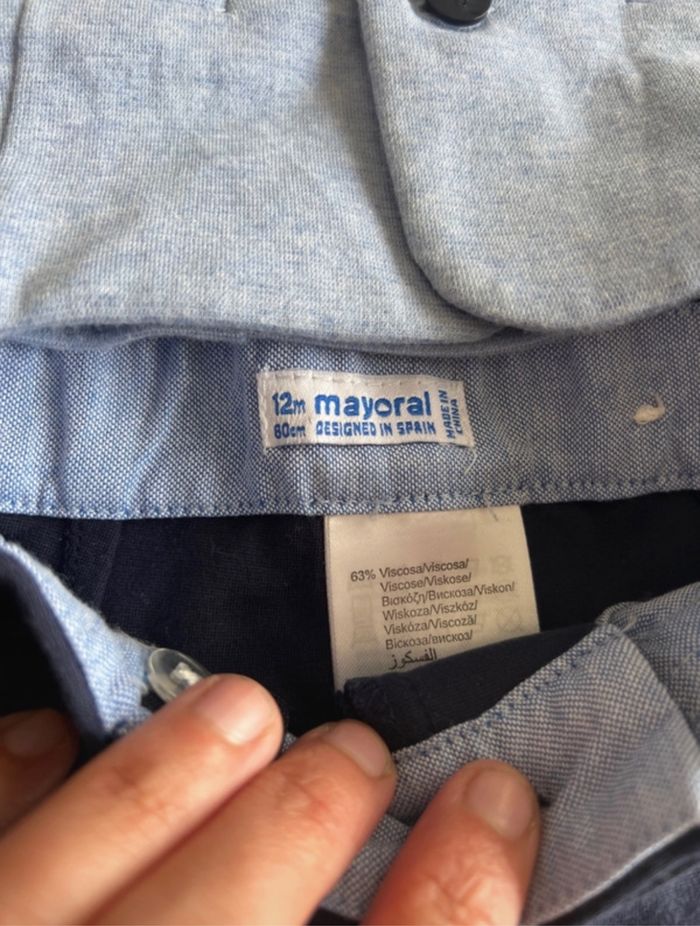 12m mayoral
80cm DESIGNED IN SPAIN
MADE IN
CHINA
63% Viscosa/viscosa/
Viscose/Viskose/
Βισκόζη/Вискоза/Viskon/
Wiskoza/Viszkóz/
Viskóza/Viscoză/
Віскоза/вискоз/
الفسكوز